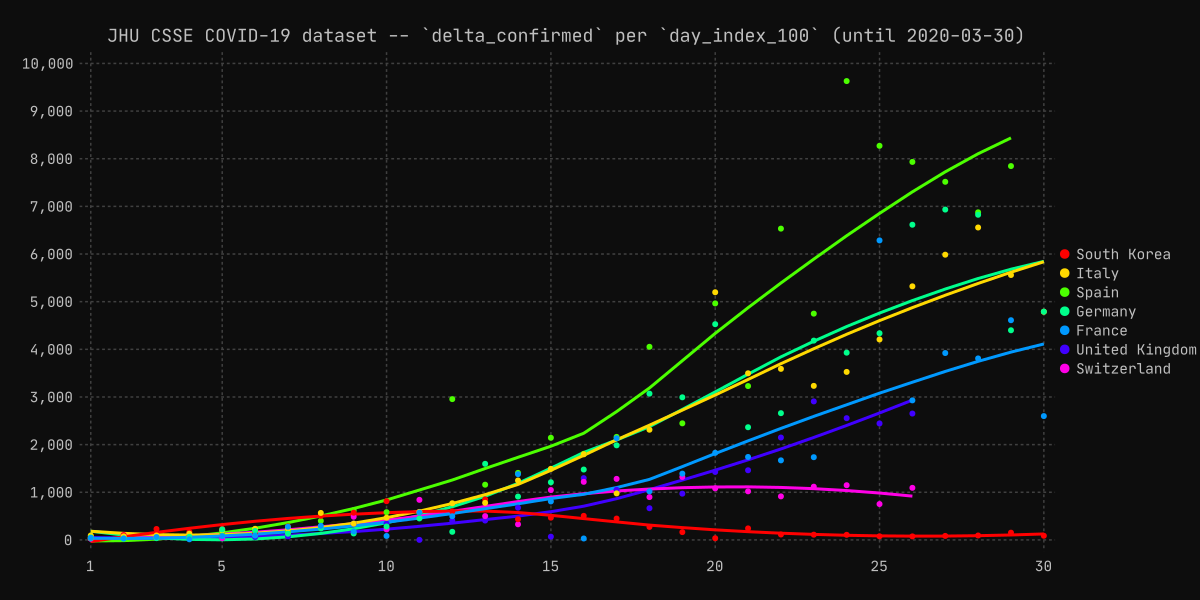 JHU CSSE COVID-19 dataset -- `delta_confirmed` per `day_index_100` (until 2020-03-30)
10,000
9,000
8,000
7,000
6,000
5,000
4,000
3,000
2,000
1,000
0
1 5 10 15 20 25 30
South Korea
Italy
Spain
Germany
France
United Kingdom
Switzerland